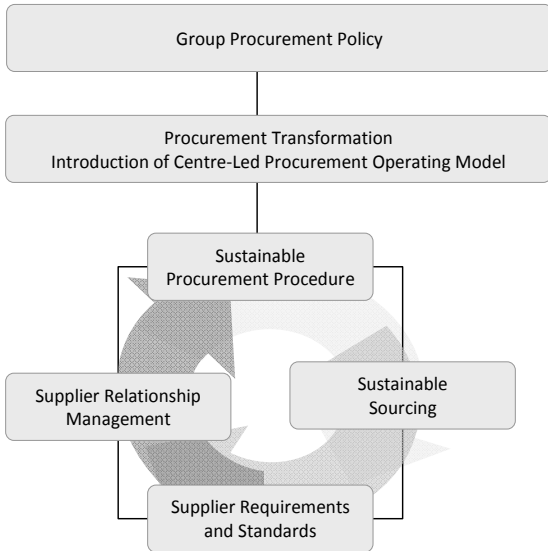 Group Procurement Policy
Procurement Transformation
Introduction of Centre-Led Procurement Operating Model
Sustainable
Procurement Procedure
Supplier Relationship
Management
Sustainable
Sourcing
Supplier Requirements
and Standards